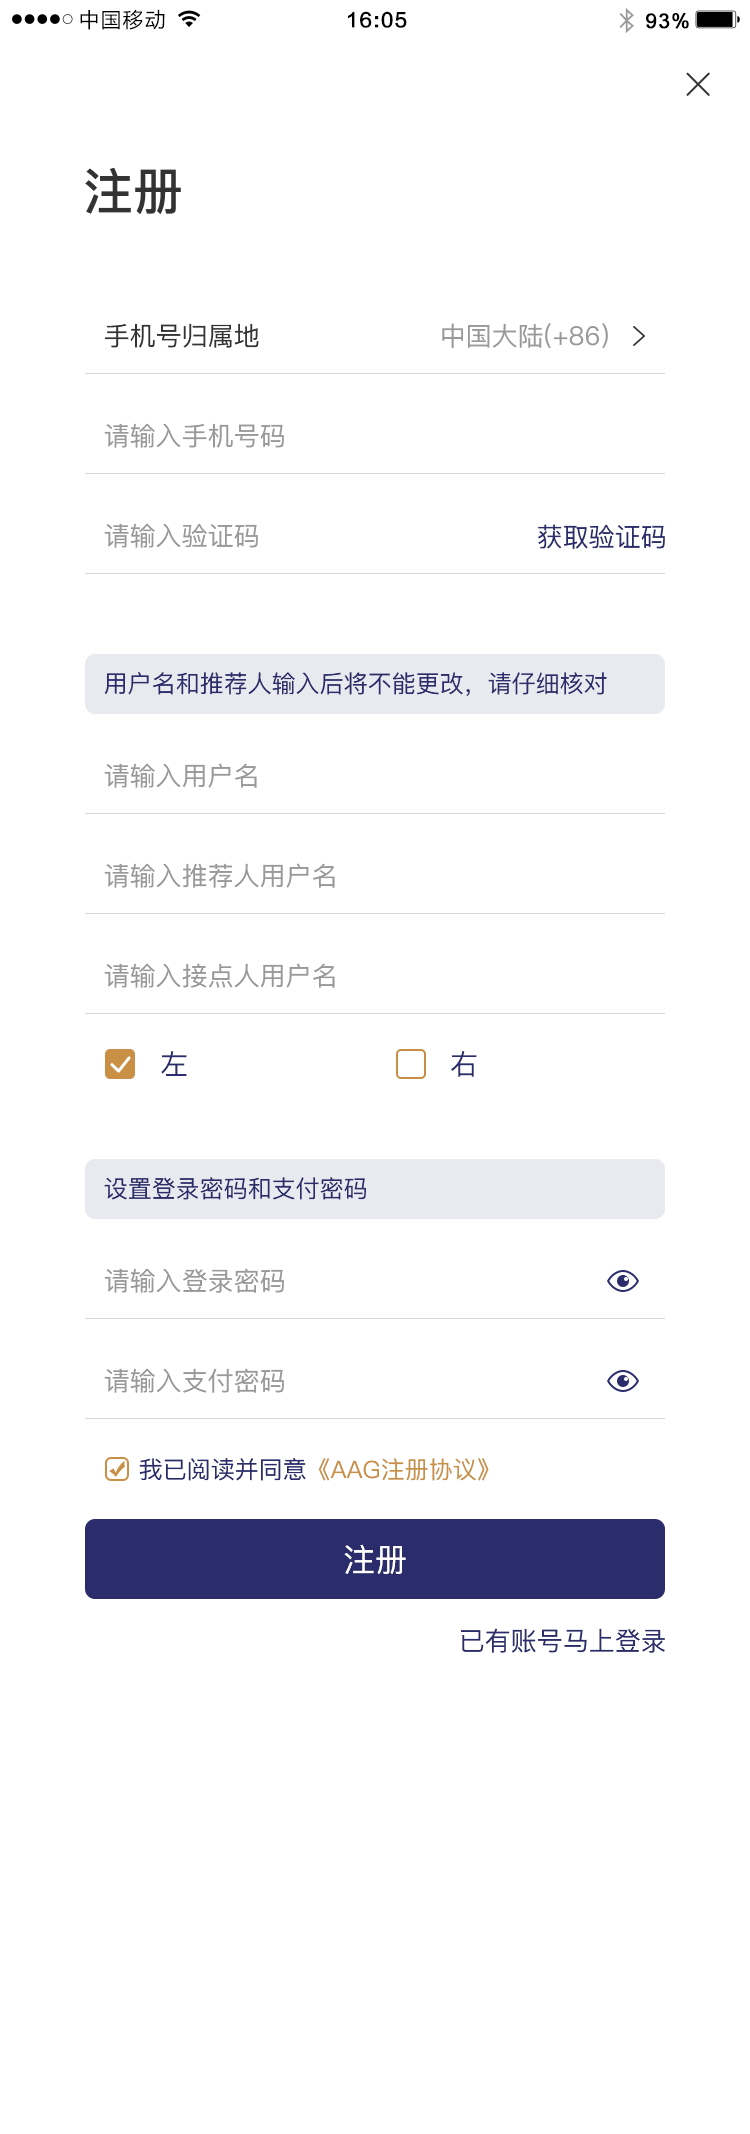 中国移动 16:05 93%
注册
手机号归属地 中国大陆(+86)
请输入手机号码
请输入验证码 获取验证码
用户名和推荐人输入后将不能更改，请仔细核对
请输入用户名
请输入推荐人用户名
请输入接点人用户名
左 右
设置登录密码和支付密码
请输入登录密码
请输入支付密码
我已阅读并同意《AAG注册协议》
注册
已有账号马上登录